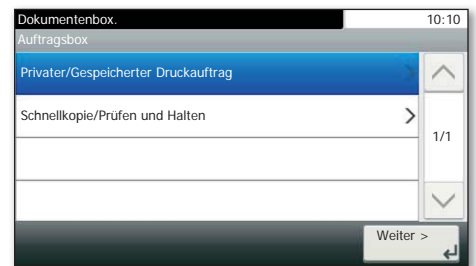 Dokumentenbox.
10:10
Auftragsbox
Privater/Gespeicherter Druckauftrag
Schnellkopie/Prüfen und Halten
1/1
Weiter >